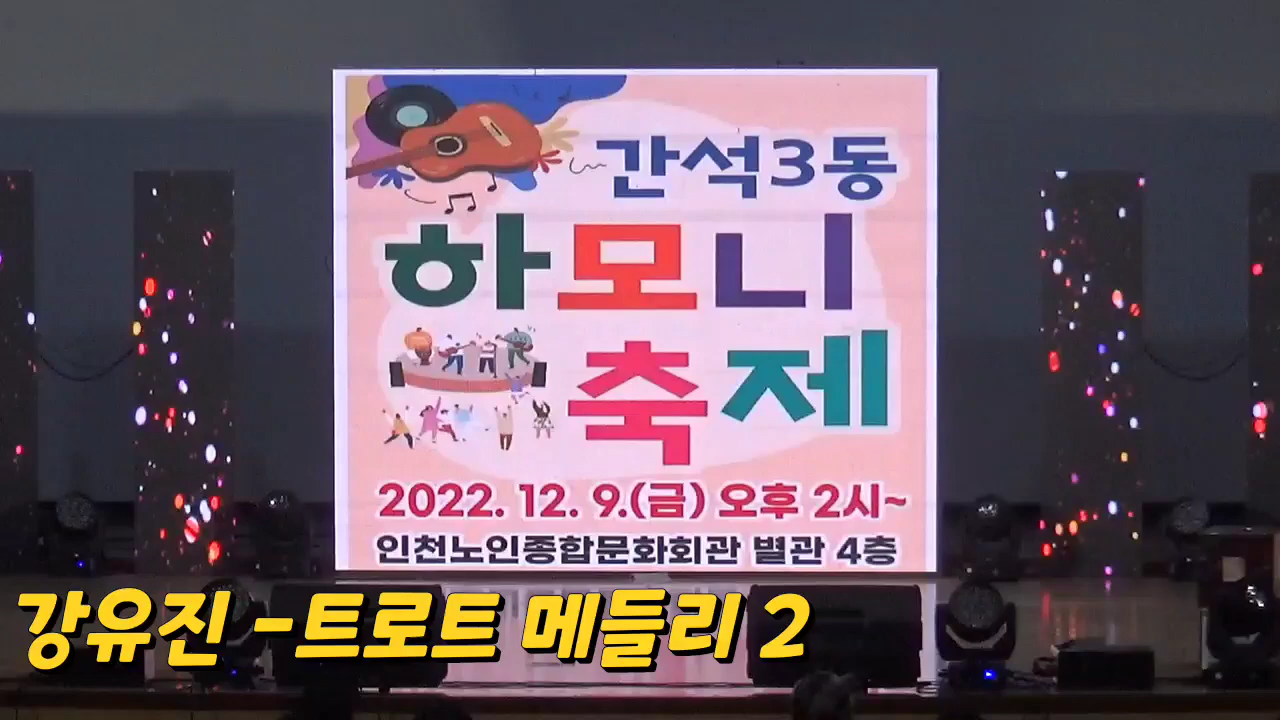 간석3동
하모니
축제
2022. 12. 9.(금) 오후 2시~
인천노인종합문화회관 별관 4층
강유진 -트로트 메들리 2